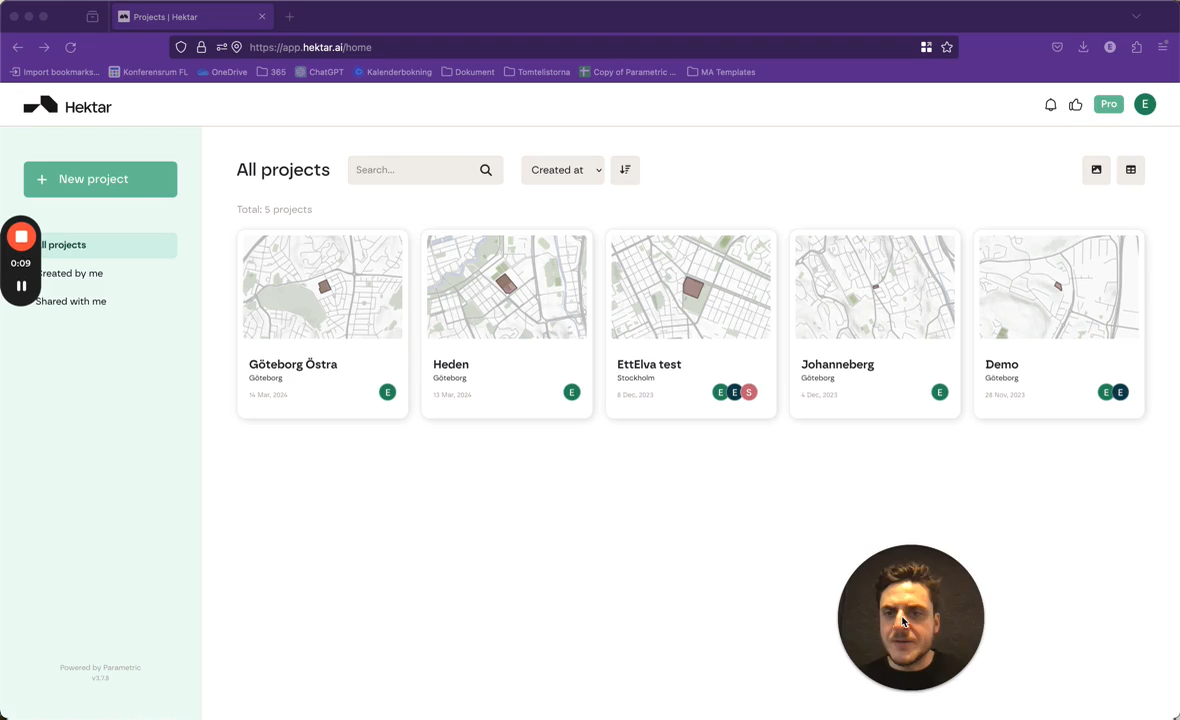 Projects | Hektar
https://app.hektar.ai/home
Import bookmarks...
Konferensrum FL
OneDrive
365
ChatGPT
Kalenderbokning
Dokument
Tomtelistorna
Copy of Parametric ...
MA Templates
Hektar
Pro
E
New project
All projects
Search...
Created at
Total: 5 projects
ll projects
0:09
reated by me
Shared with me
Göteborg Östra
Göteborg
14 Mar, 2024
E
Heden
Göteborg
13 Mar, 2024
E
EttElva test
Stockholm
8 Dec, 2023
E E S
Johanneberg
Göteborg
4 Dec, 2023
E
Demo
Göteborg
28 Nov, 2023
E E
Powered by Parametric
v3.7.8